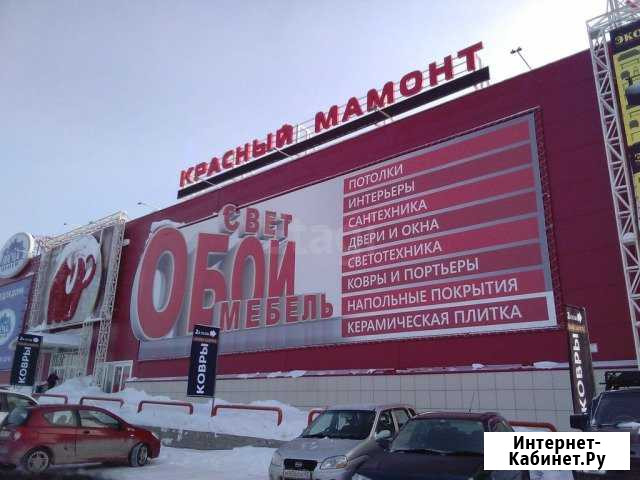 КРАСНЫЙ МАМОНТ
СВЕТ
ОБОИ
МЕБЕЛЬ
ПОТОЛКИ
ИНТЕРЬЕРЫ
САНТЕХНИКА
ДВЕРИ И ОКНА
СВЕТОТЕХНИКА
КОВРЫ И ПОРТЬЕРЫ
НАПОЛЬНЫЕ ПОКРЫТИЯ
КЕРАМИЧЕСКАЯ ПЛИТКА
КОВРЫ
КОВРЫ
ЭКО
Интернет-
Кабинет.Ру